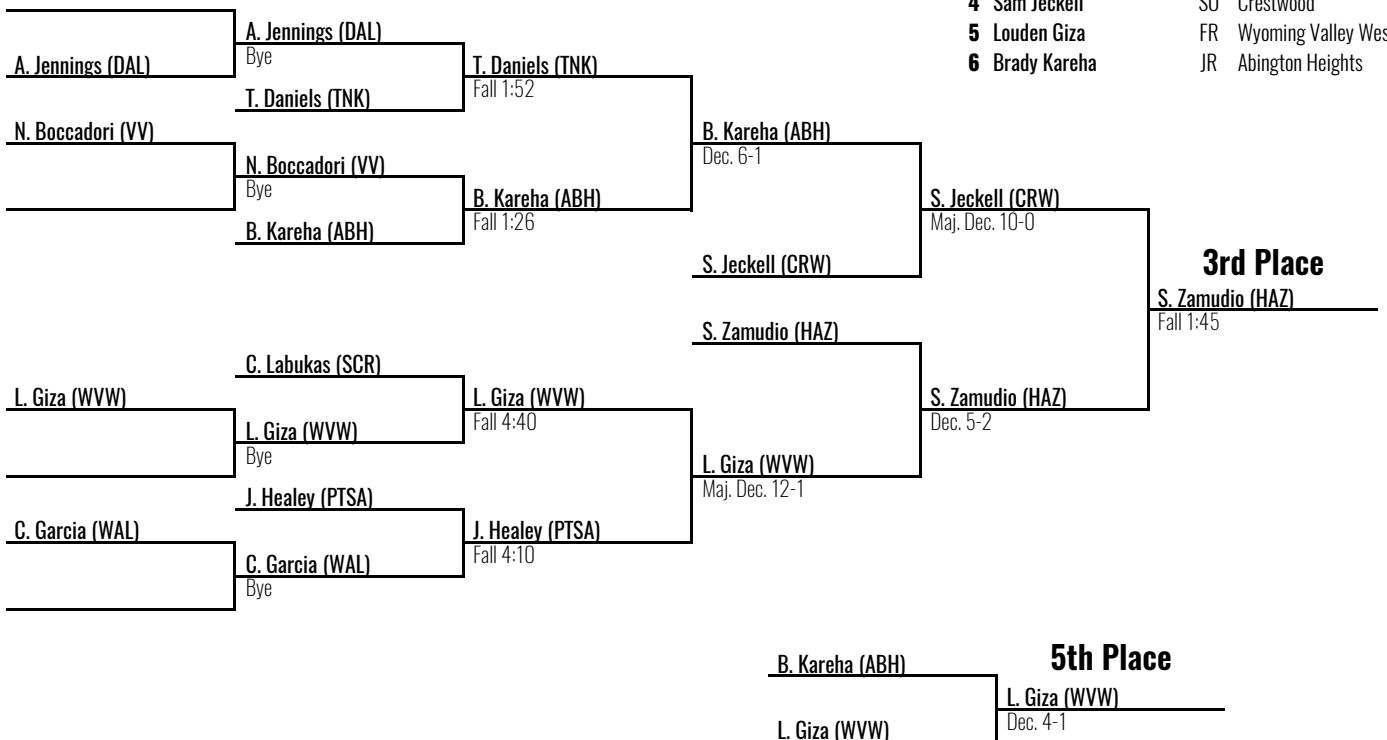 4 Sam Jeckell SO Crestwood
5 Louden Giza FR Wyoming Valley Wes
6 Brady Kareha JR Abington Heights
A. Jennings (DAL)
Bye
A. Jennings (DAL)
T. Daniels (TNK)
Fall 1:52
T. Daniels (TNK)
N. Boccadori (VV)
B. Kareha (ABH)
Dec. 6-1
N. Boccadori (VV)
Bye
B. Kareha (ABH)
Fall 1:26
S. Jeckell (CRW)
Maj. Dec. 10-0
B. Kareha (ABH)
S. Jeckell (CRW)
3rd Place
S. Zamudio (HAZ)
Fall 1:45
S. Zamudio (HAZ)
C. Labukas (SCR)
L. Giza (WVW)
L. Giza (WVW)
Fall 4:40
S. Zamudio (HAZ)
Dec. 5-2
L. Giza (WVW)
Bye
L. Giza (WVW)
Maj. Dec. 12-1
J. Healey (PTSA)
C. Garcia (WAL)
J. Healey (PTSA)
Fall 4:10
C. Garcia (WAL)
Bye
5th Place
B. Kareha (ABH)
L. Giza (WVW)
Dec. 4-1
L. Giza (WVW)